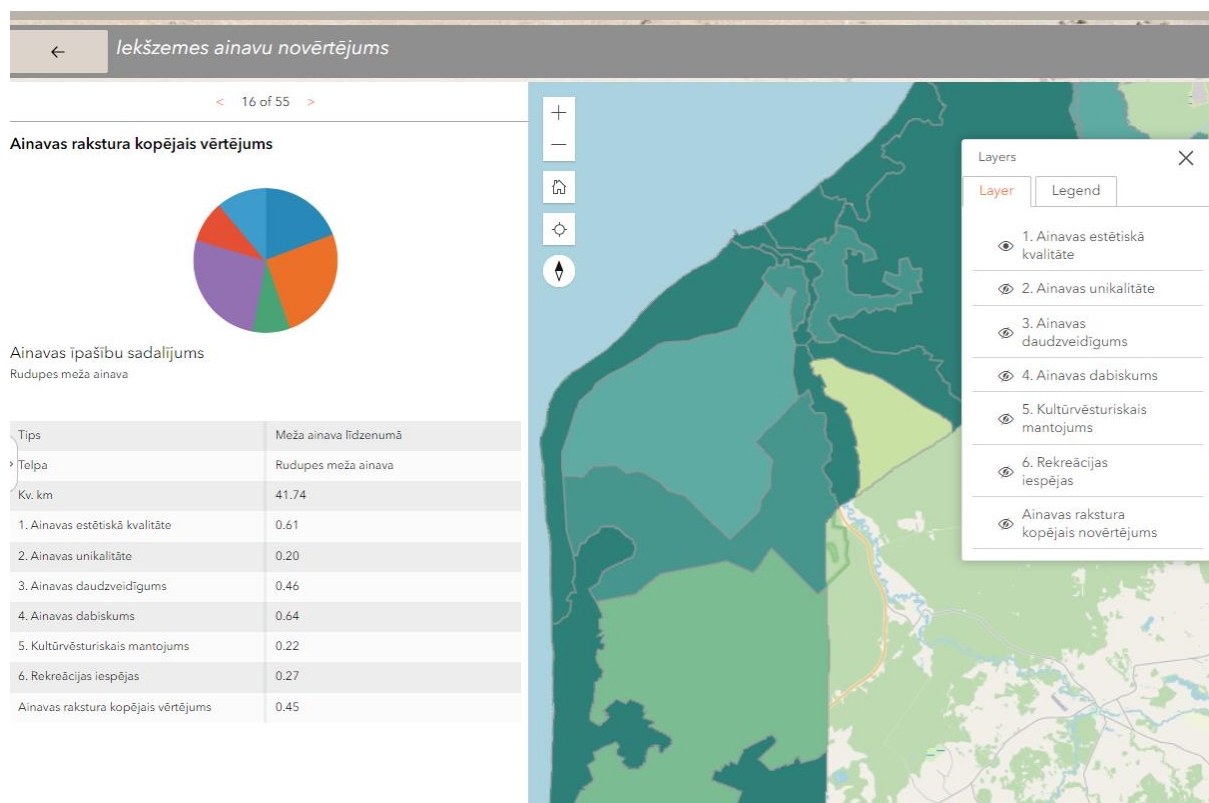 Iekšzemes ainavu novērtējums
< 16 of 55 >
Ainavas rakstura kopējais vērtējums
Ainavas īpašību sadalījums
Rudupes meža ainava
Tips Meža ainava līdzenumā
Telpa Rudupes meža ainava
Kv. km 41.74
1. Ainavas estētiskā kvalitāte 0.61
2. Ainavas unikalitāte 0.20
3. Ainavas daudzveidīgums 0.46
4. Ainavas dabiskums 0.64
5. Kultūrvēsturiskais mantojums 0.22
6. Rekreācijas iespējas 0.27
Ainavas rakstura kopējais vērtējums 0.45
Layers
Layer Legend
1. Ainavas estētiskā
kvalitāte
2. Ainavas unikalitāte
3. Ainavas
daudzveidīgums
4. Ainavas dabiskums
5. Kultūrvēsturiskais
mantojums
6. Rekreācijas
iespējas
Ainavas rakstura
kopējais novērtējums